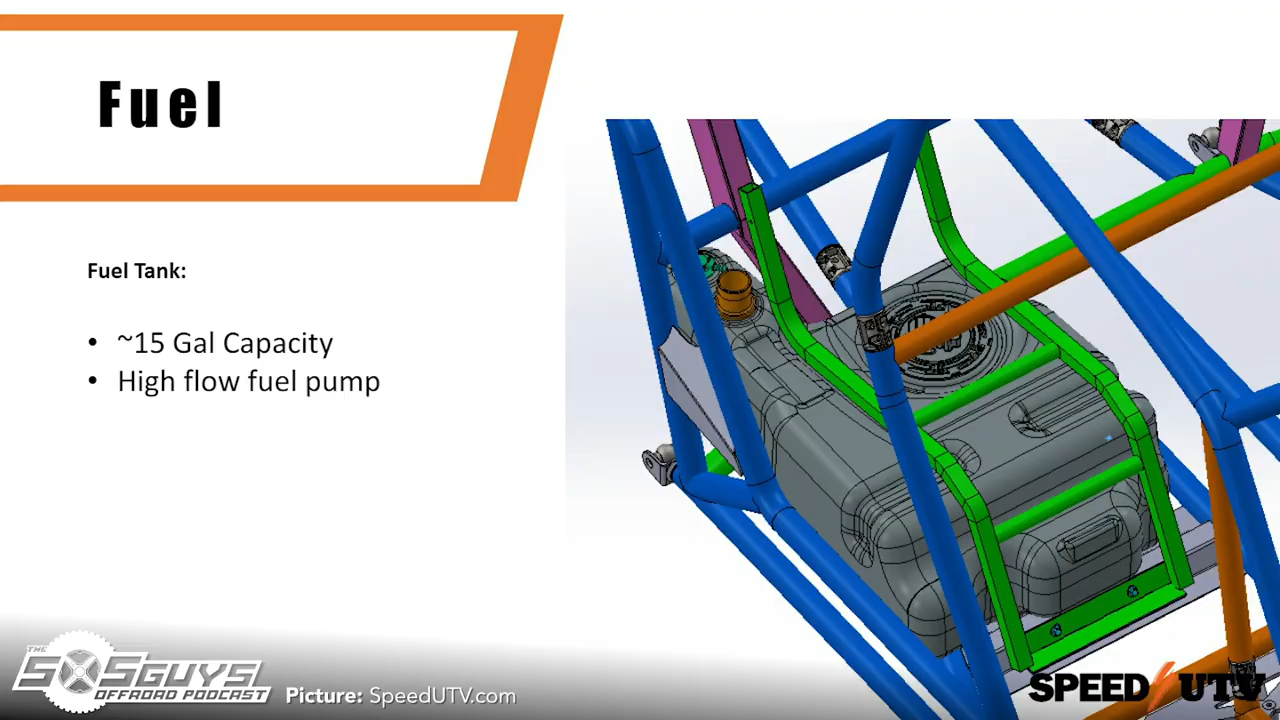 Fuel
Fuel Tank:
• ~15 Gal Capacity
• High flow fuel pump
THE
SXSGUYS
OFFROAD PODCAST
Picture: SpeedUTV.com
SPEED UTV